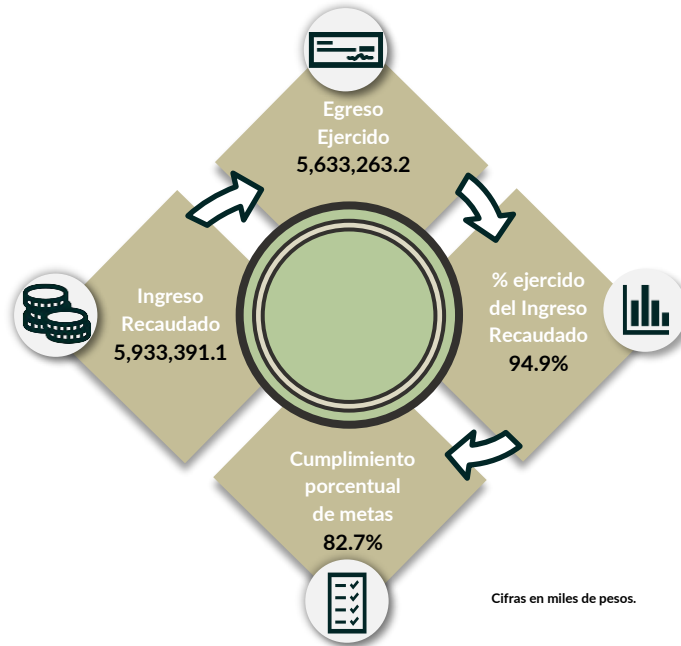 Egreso
Ejercido
5,633,263.2
Ingreso
Recaudado
5,933,391.1
% ejercido
del Ingreso
Recaudado
94.9%
Cumplimiento
porcentual
de metas
82.7%
Cifras en miles de pesos.